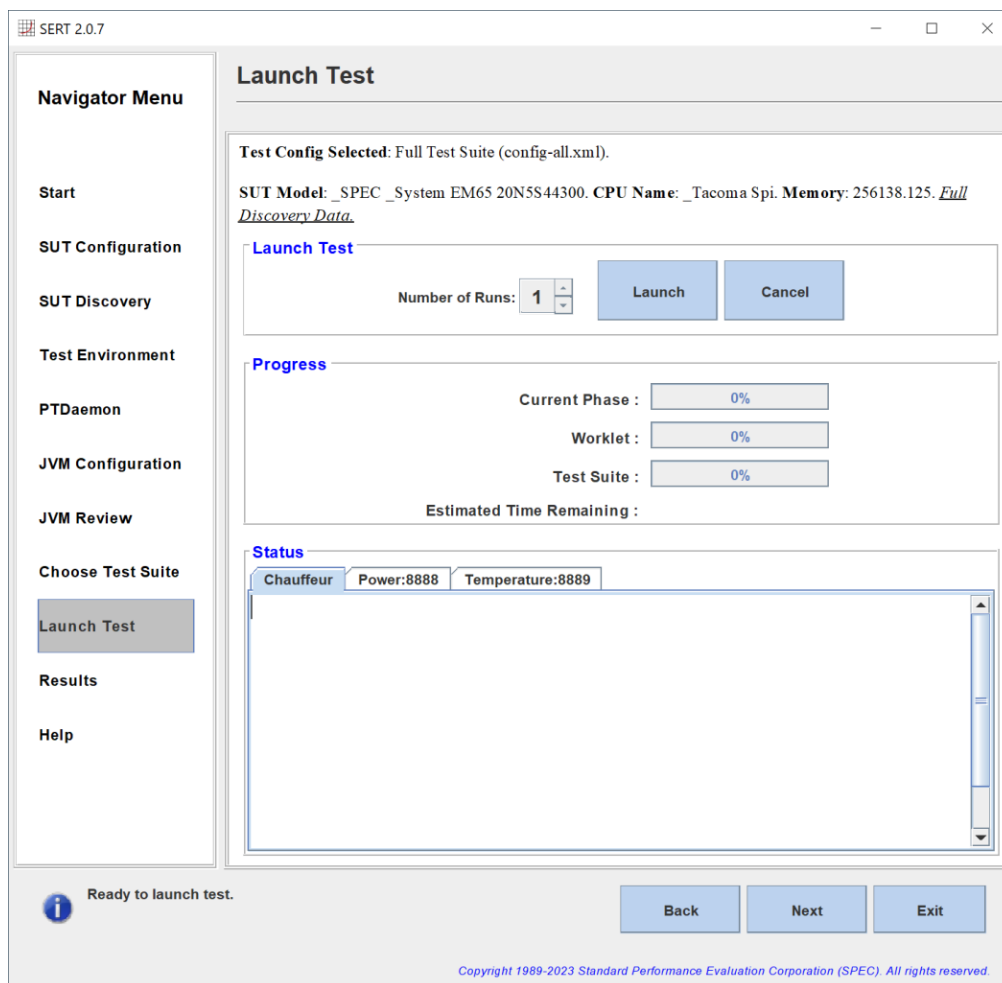 SERT 2.0.7
Navigator Menu
Start
SUT Configuration
SUT Discovery
Test Environment
PTDaemon
JVM Configuration
JVM Review
Choose Test Suite
Launch Test
Results
Help
Launch Test
Test Config Selected: Full Test Suite (config-all.xml).
SUT Model: _SPEC _System EM65 20N5S44300. CPU Name: _Tacoma Spi. Memory: 256138.125. Full
Discovery Data.
Launch Test
Number of Runs: 1
Launch
Cancel
Progress
Current Phase : 0%
Worklet : 0%
Test Suite : 0%
Estimated Time Remaining :
Status
Chauffeur Power:8888 Temperature:8889
Ready to launch test.
Back Next Exit
Copyright 1989-2023 Standard Performance Evaluation Corporation (SPEC). All rights reserved.